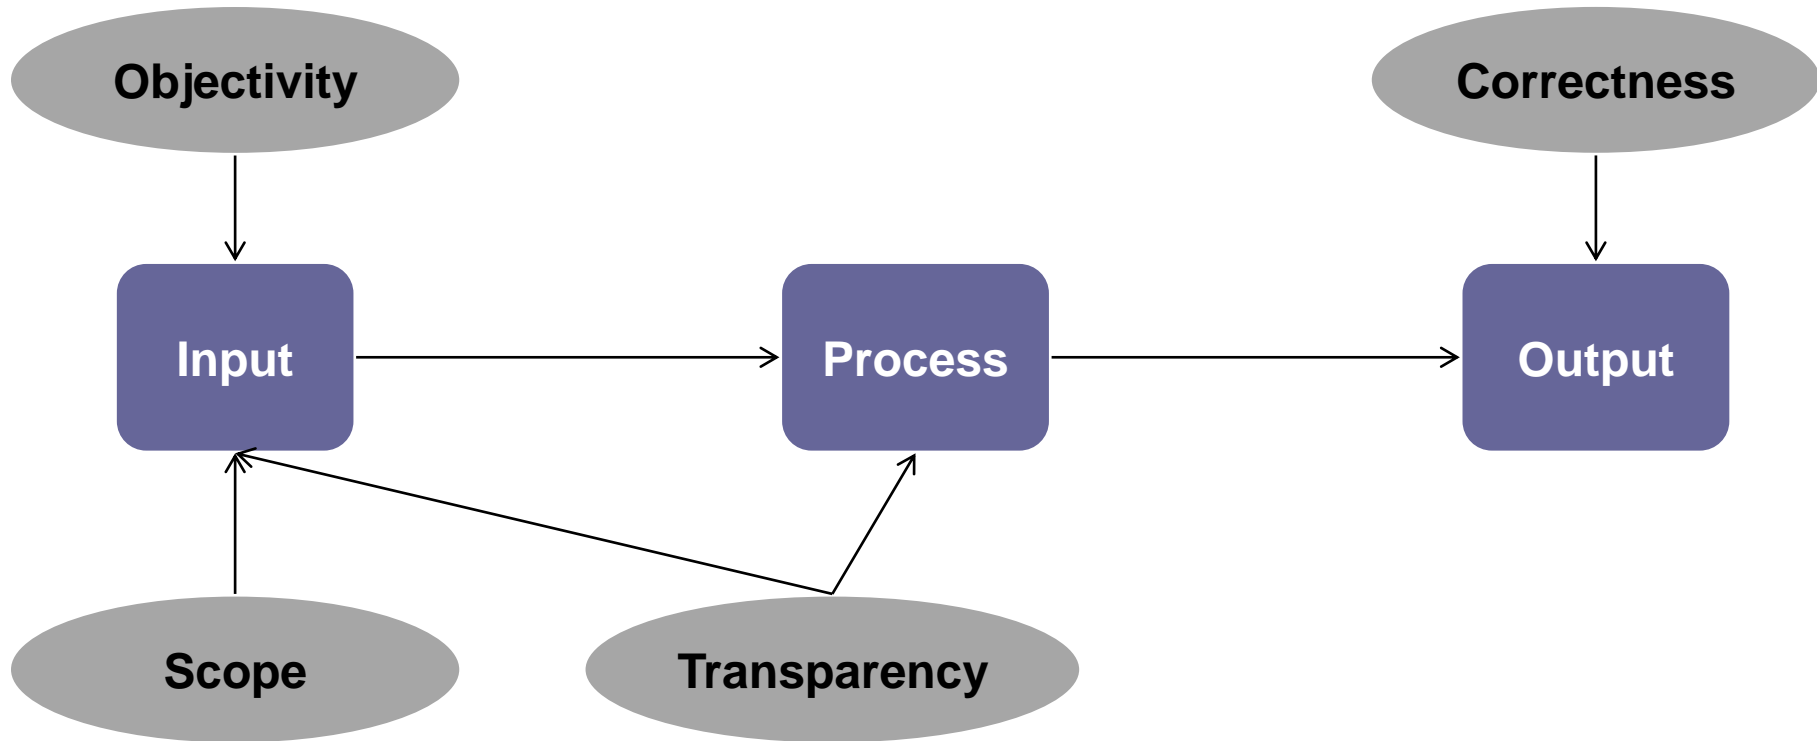 Objectivity
Correctness
Input
Process
Output
Scope
Transparency